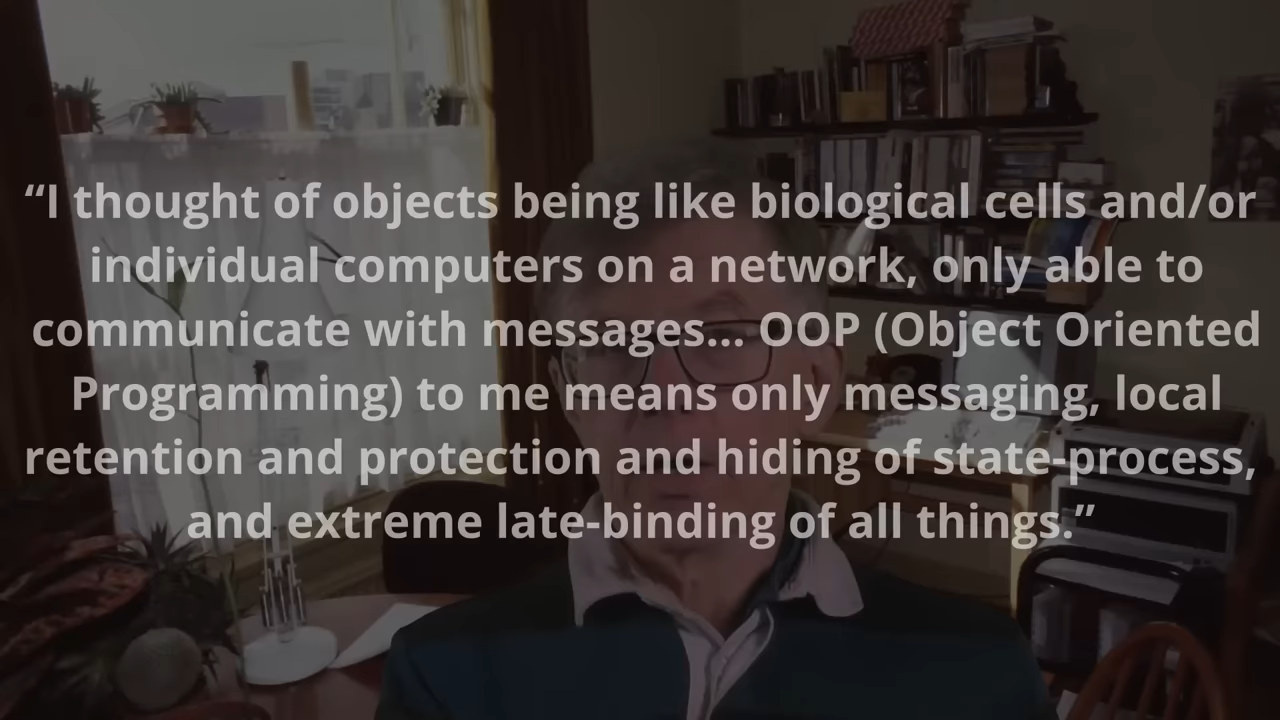 “I thought of objects being like biological cells and/or
individual computers on a network, only able to
communicate with messages... OOP (Object Oriented
Programming) to me means only messaging, local
retention and protection and hiding of state-process,
and extreme late-binding of all things.”